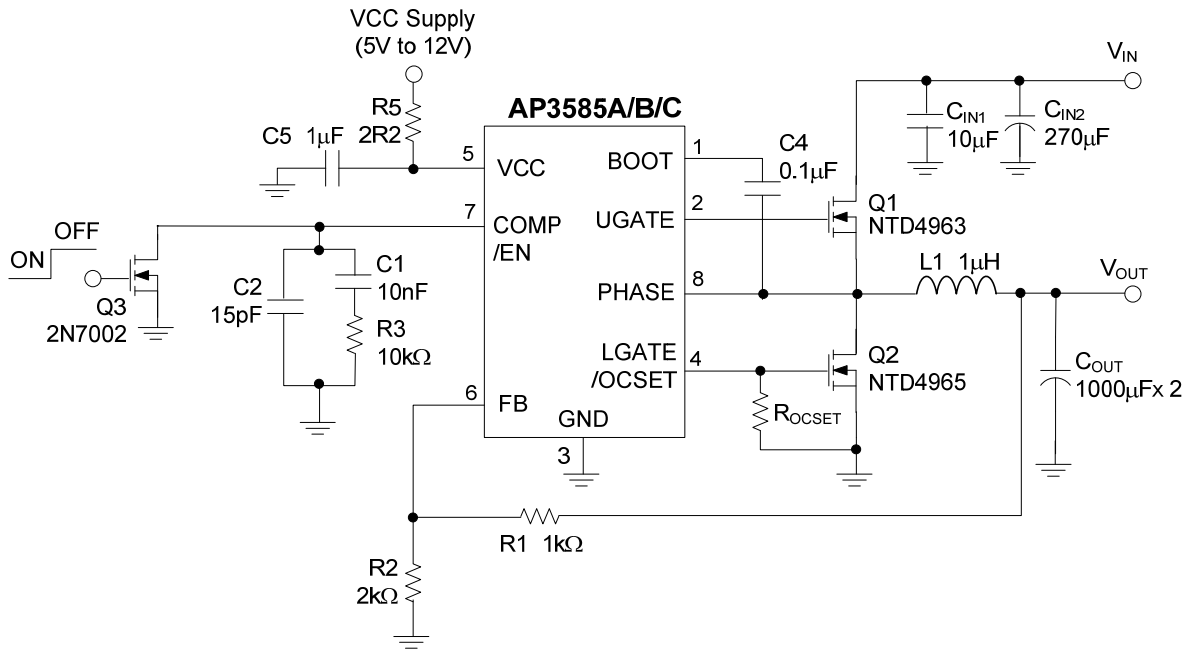 VCC Supply
(5V to 12V)
R5
2R2
C5 1μF
AP3585A/B/C
5
VCC
7
COMP
/EN
6
FB
GND
3
BOOT
1
UGATE
2
PHASE
8
LGATE
/OCSET
4
C4
0.1μF
VIN
CIN1
10μF
CIN2
270μF
Q1
NTD4963
L1 1μH
VOUT
Q2
NTD4965
ROCSET
COUT
1000μFx 2
OFF
ON
Q3
2N7002
C2
15pF
C1
10nF
R3
10kΩ
R1 1kΩ
R2
2kΩ